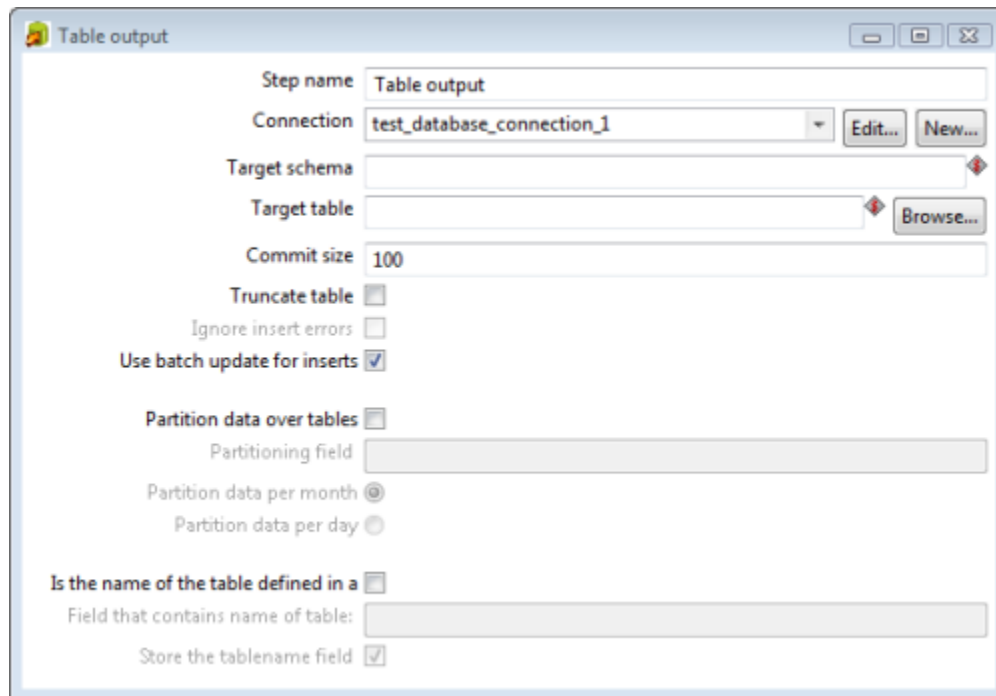 Table output
Step name Table output
Connection test_database_connection_1 Edit... New...
Target schema
Target table Browse...
Commit size 100
Truncate table
Ignore insert errors
Use batch update for inserts
Partition data over tables
Partitioning field
Partition data per month
Partition data per day
Is the name of the table defined in a
Field that contains name of table:
Store the tablename field